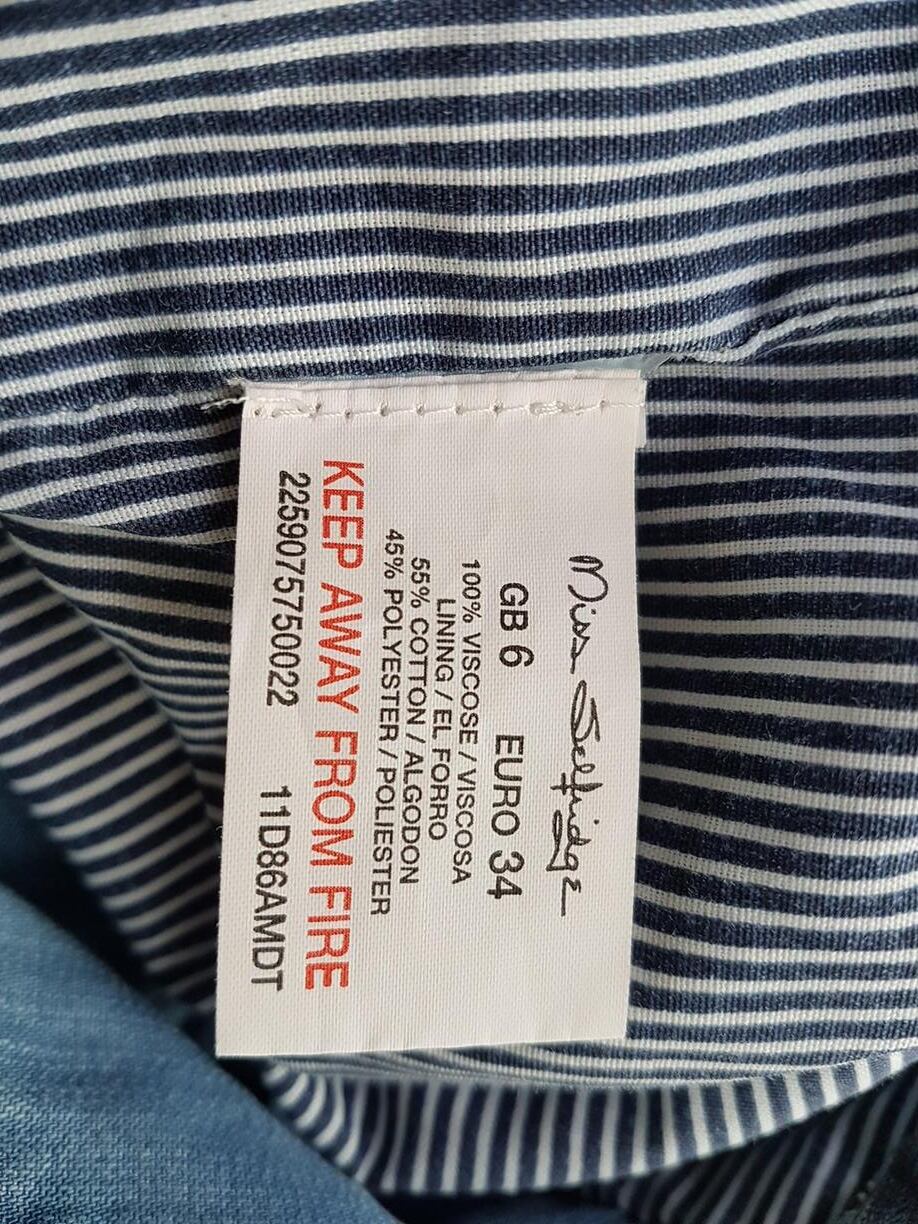 Miss Selfridge
GB 6 EURO 34
100% VISCOSE / VISCOSA
LINING / EL FORRO
55% COTTON / ALGODON
45% POLYESTER / POLIESTER
KEEP AWAY FROM FIRE
2259075750022 11D86AMDT